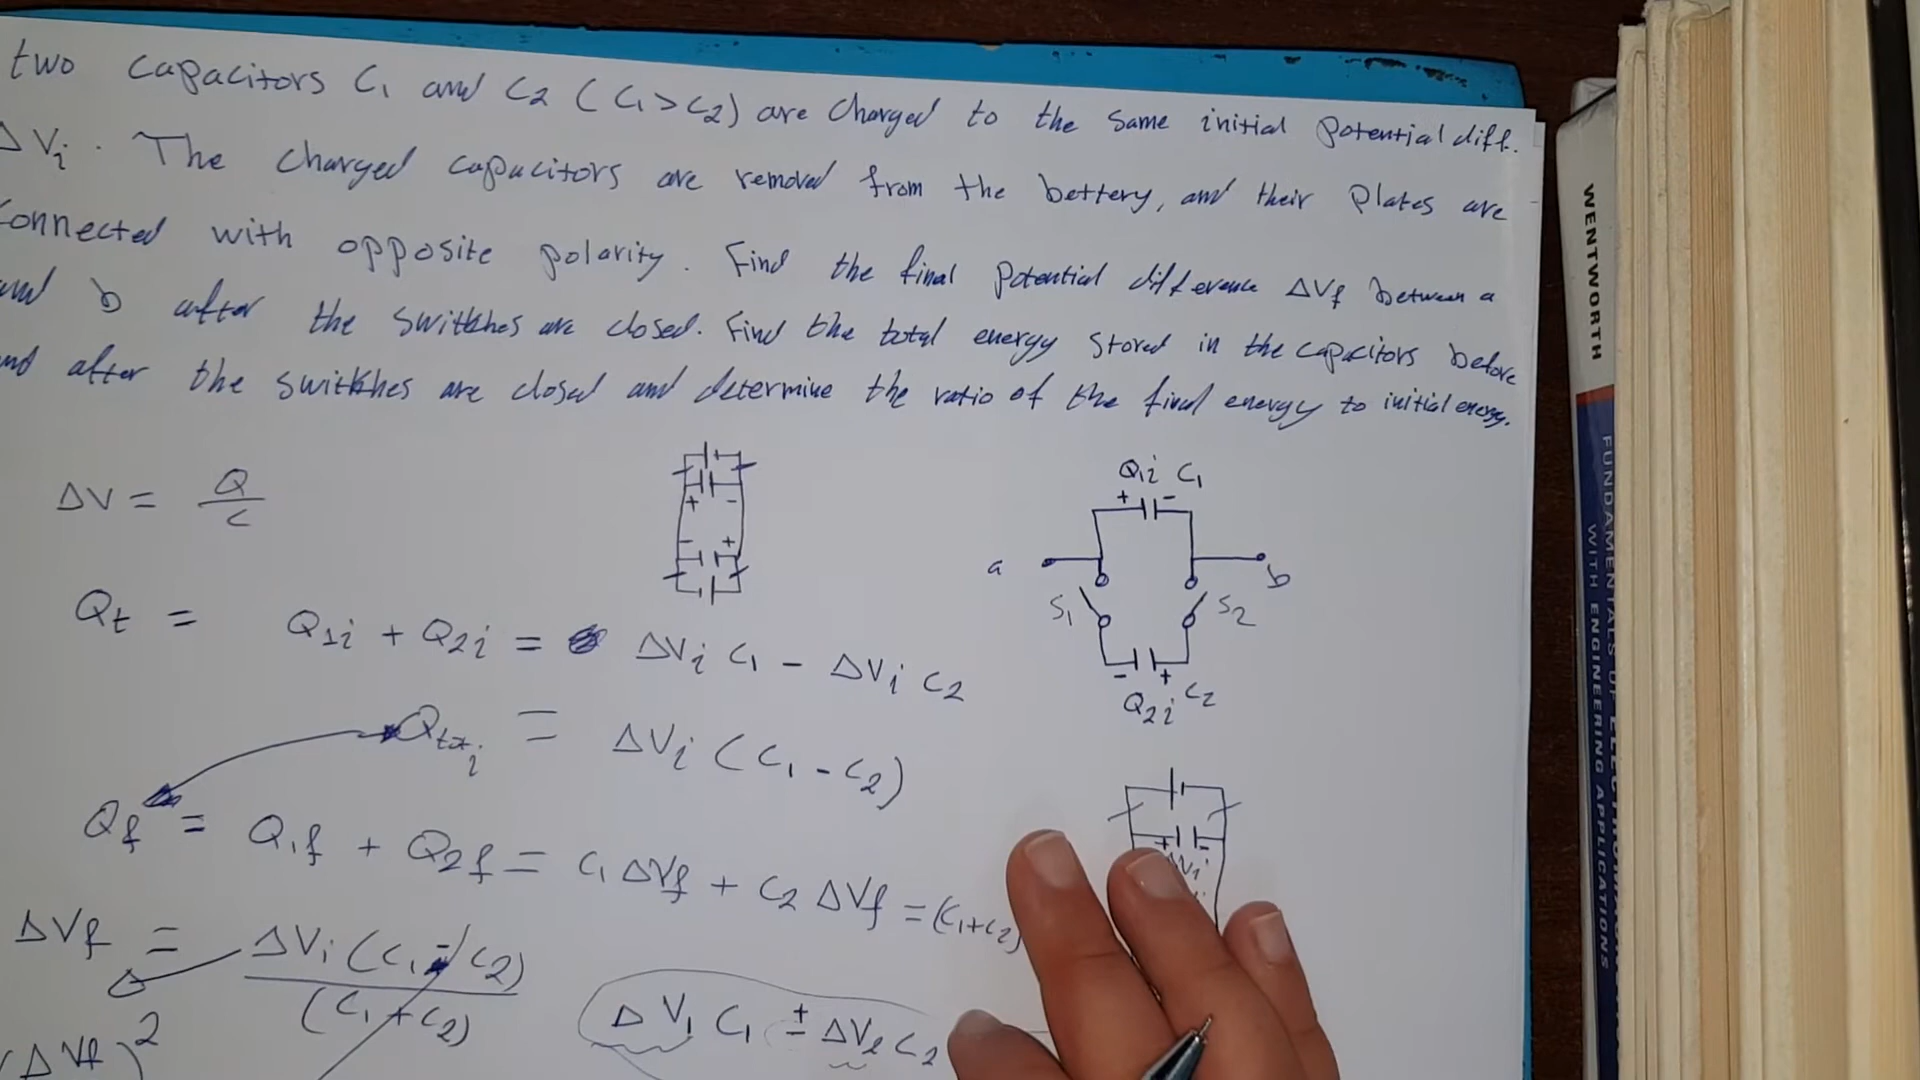 two capacitors C₁ and C₂ ( C₁ > C₂ ) are charged to the same initial potential diff.
ΔVᵢ . The charged capacitors are removed from the bettery, and their plates are
connected with opposite polarity. Find the final potential difference ΔVf between a
and b after the switches are closed. Find the total energy stored in the capacitors before
and after the switches are closed and determine the ratio of the final energy to initial energy.
ΔV = Q/C
+ -
- +
Q₁ᵢ C₁
+ -
a
b
S₁
S₂
- +
Q₂ᵢ C₂
Qt = Q₁ᵢ + Q₂ᵢ = ΔVᵢ C₁ - ΔVᵢ C₂
= ΔVᵢ ( C₁ - C₂ )
Qf = Q₁f + Q₂f = C₁ ΔVf + C₂ ΔVf = (C₁+C₂)
+ -
ΔVf = ΔVᵢ ( C₁ - C₂ ) / ( C₁ + C₂ )
ΔV₁ C₁ ± ΔV₂ C₂
(ΔVf)²
WENTWORTH
FUNDAMENTALS OF
WITH ENGINEERING APPLICATIONS